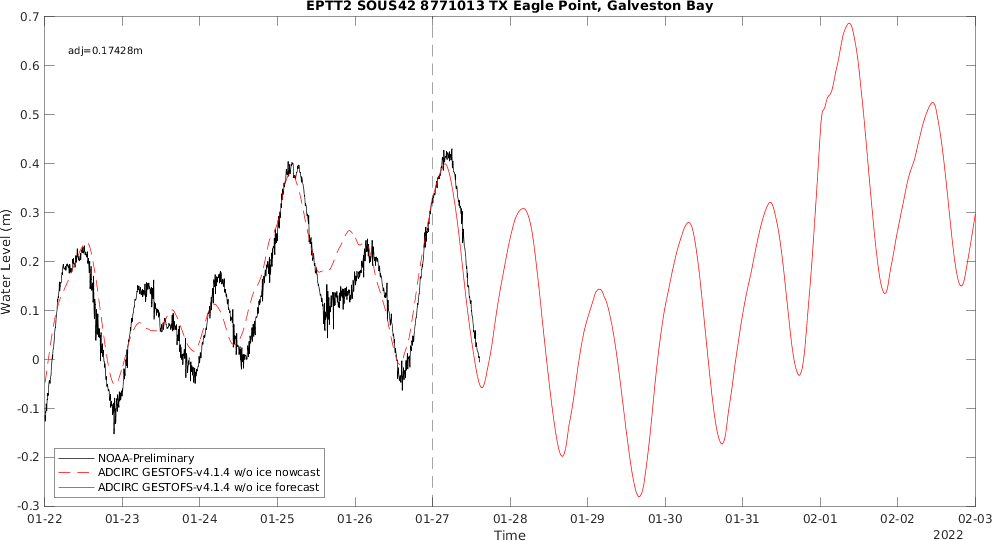 EPTT2 SOUS42 8771013 TX Eagle Point, Galveston Bay
adj=0.17428m
Water Level (m)
0.7
0.6
0.5
0.4
0.3
0.2
0.1
0
-0.1
-0.2
-0.3
NOAA-Preliminary
ADCIRC GESTOFS-v4.1.4 w/o ice nowcast
ADCIRC GESTOFS-v4.1.4 w/o ice forecast
01-22 01-23 01-24 01-25 01-26 01-27 01-28 01-29 01-30 01-31 02-01 02-02 02-03
Time
2022